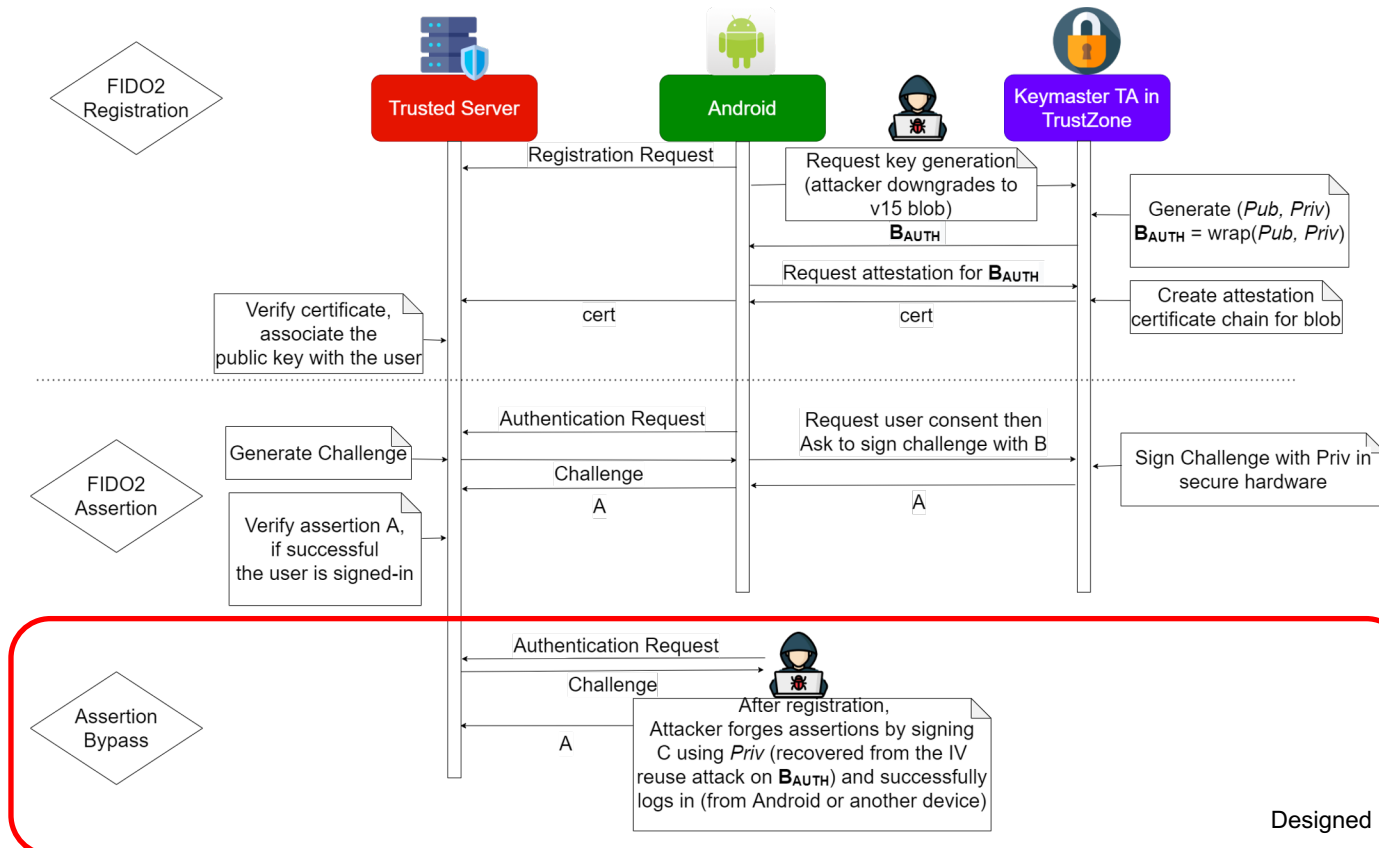 FIDO2
Registration
Trusted Server
Android
Keymaster TA in
TrustZone
Registration Request
Request key generation
(attacker downgrades to
v15 blob)
Generate (Pub, Priv)
BAUTH = wrap(Pub, Priv)
BAUTH
Request attestation for BAUTH
Create attestation
certificate chain for blob
cert
cert
Verify certificate,
associate the
public key with the user
FIDO2
Assertion
Authentication Request
Generate Challenge
Challenge
Request user consent then
Ask to sign challenge with B
Sign Challenge with Priv in
secure hardware
A
A
Verify assertion A,
if successful
the user is signed-in
Assertion
Bypass
Authentication Request
Challenge
A
After registration,
Attacker forges assertions by signing
C using Priv (recovered from the IV
reuse attack on BAUTH) and successfully
logs in (from Android or another device)
Designed